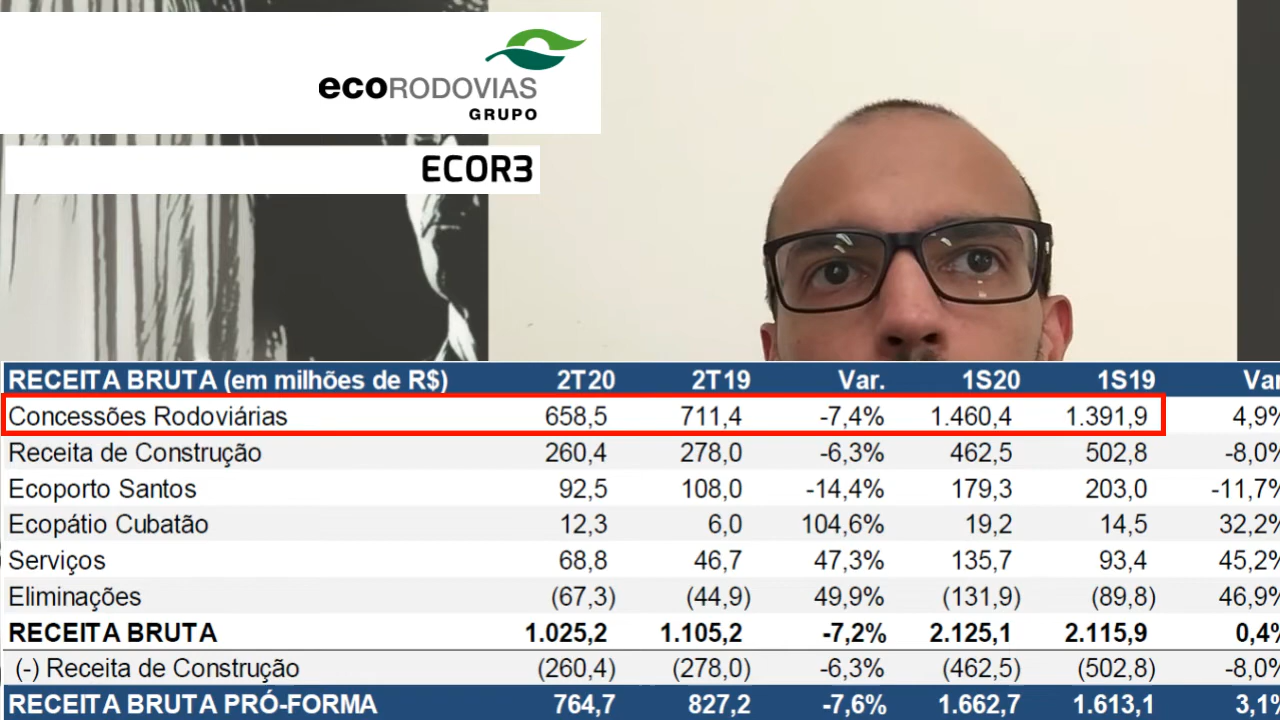 ecoRODOVIAS
GRUPO
ECOR3
RECEITA BRUTA (em milhões de R$) 2T20 2T19 Var. 1S20 1S19 Var
Concessões Rodoviárias 658,5 711,4 -7,4% 1.460,4 1.391,9 4,9%
Receita de Construção 260,4 278,0 -6,3% 462,5 502,8 -8,0%
Ecoporto Santos 92,5 108,0 -14,4% 179,3 203,0 -11,7%
Ecopátio Cubatão 12,3 6,0 104,6% 19,2 14,5 32,2%
Serviços 68,8 46,7 47,3% 135,7 93,4 45,2%
Eliminações (67,3) (44,9) 49,9% (131,9) (89,8) 46,9%
RECEITA BRUTA 1.025,2 1.105,2 -7,2% 2.125,1 2.115,9 0,4%
(-) Receita de Construção (260,4) (278,0) -6,3% (462,5) (502,8) -8,0%
RECEITA BRUTA PRÓ-FORMA 764,7 827,2 -7,6% 1.662,7 1.613,1 3,1%